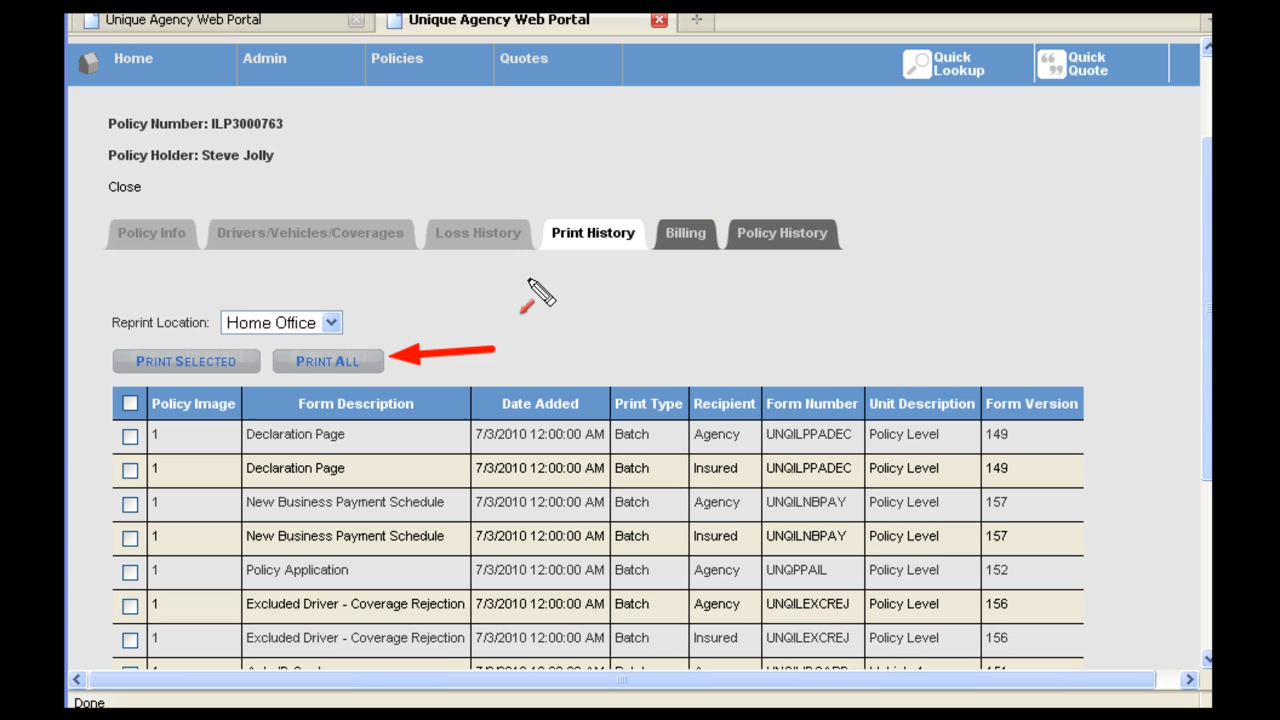 Unique Agency Web Portal Unique Agency Web Portal
Home Admin Policies Quotes Quick Lookup Quick Quote
Policy Number: ILP3000763
Policy Holder: Steve Jolly
Close
Policy Info Drivers/Vehicles/Coverages Loss History Print History Billing Policy History
Reprint Location: Home Office
PRINT SELECTED PRINT ALL
Policy Image Form Description Date Added Print Type Recipient Form Number Unit Description Form Version
1 Declaration Page 7/3/2010 12:00:00 AM Batch Agency UNQILPPADEC Policy Level 149
1 Declaration Page 7/3/2010 12:00:00 AM Batch Insured UNQILPPADEC Policy Level 149
1 New Business Payment Schedule 7/3/2010 12:00:00 AM Batch Agency UNQILNBPAY Policy Level 157
1 New Business Payment Schedule 7/3/2010 12:00:00 AM Batch Insured UNQILNBPAY Policy Level 157
1 Policy Application 7/3/2010 12:00:00 AM Batch Agency UNQPPAIL Policy Level 152
1 Excluded Driver - Coverage Rejection 7/3/2010 12:00:00 AM Batch Agency UNQILEXCREJ Policy Level 156
1 Excluded Driver - Coverage Rejection 7/3/2010 12:00:00 AM Batch Insured UNQILEXCREJ Policy Level 156
Done